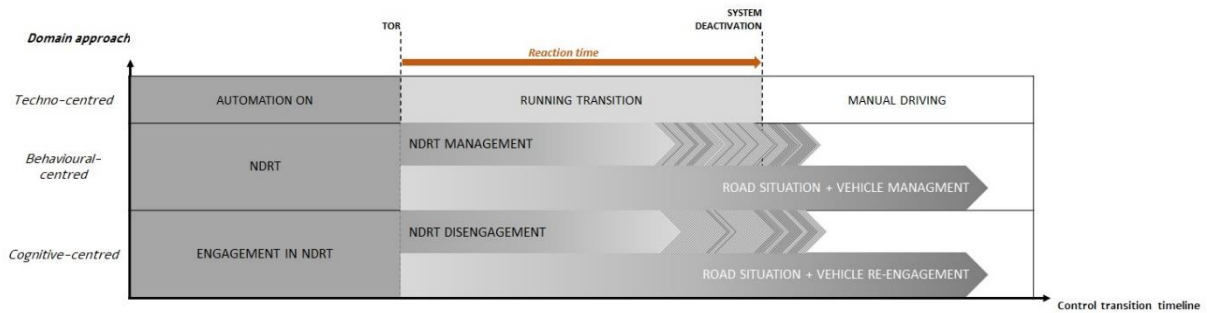 SYSTEM
TOR
DEACTIVATION
Domain approach
Reaction time
Techno-centred
AUTOMATION ON
RUNNING TRANSITION
MANUAL DRIVING
NDRT MANAGEMENT
Behavioural-
centred
NDRT
ROAD SITUATION + VEHICLE MANAGMENT
NDRT DISENGAGEMENT
Cognitive-centred
ENGAGEMENT IN NDRT
ROAD SITUATION + VEHICLE RE-ENGAGEMENT
Control transition timeline